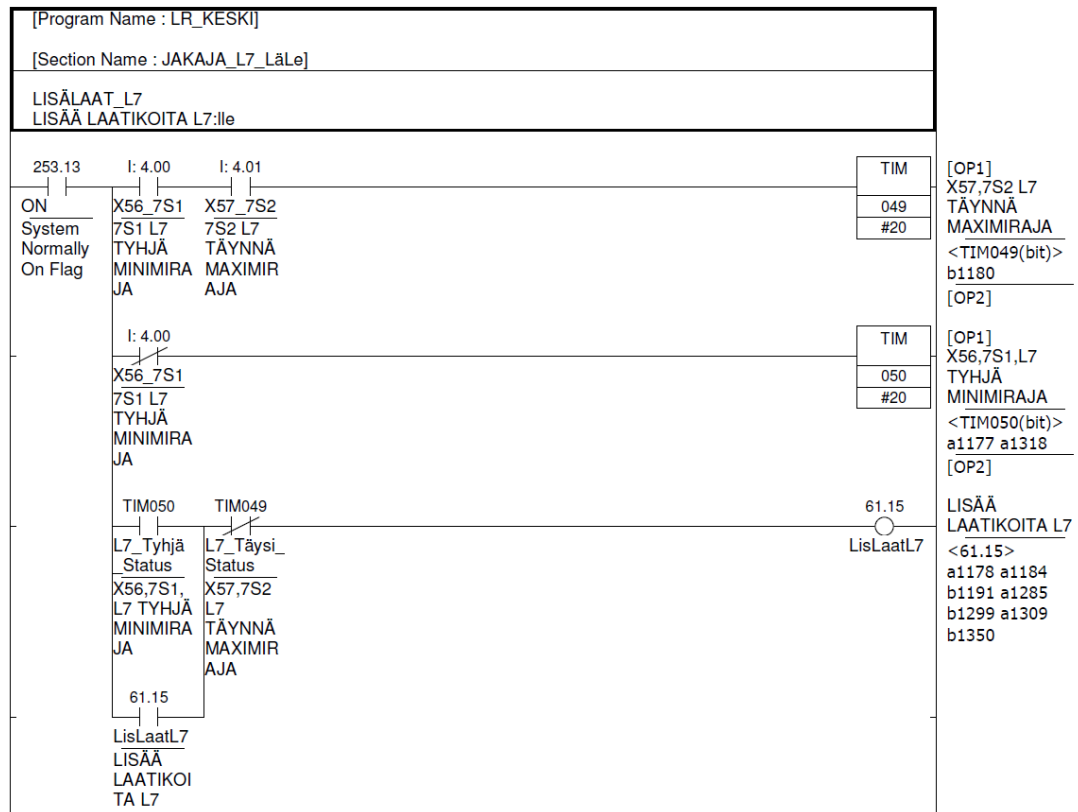 [Program Name : LR_KESKI]
[Section Name : JAKAJA_L7_LäLe]
LISÄLAAT_L7
LISÄÄ LAATIKOITA L7:lle
253.13
ON
System
Normally
On Flag
I: 4.00
X56_7S1
7S1 L7
TYHJÄ
MINIMIRA
JA
I: 4.01
X57_7S2
7S2 L7
TÄYNNÄ
MAXIMIR
AJA
TIM
049
#20
[OP1]
X57,7S2 L7
TÄYNNÄ
MAXIMIRAJA
<TIM049(bit)>
b1180
[OP2]
I: 4.00
X56_7S1
7S1 L7
TYHJÄ
MINIMIRA
JA
TIM
050
#20
[OP1]
X56,7S1,L7
TYHJÄ
MINIMIRAJA
<TIM050(bit)>
a1177 a1318
[OP2]
TIM050
L7_Tyhjä
_Status
X56,7S1,
L7 TYHJÄ
MINIMIRA
JA
TIM049
L7_Täysi_
Status
X57,7S2
L7
TÄYNNÄ
MAXIMIR
AJA
61.15
LisLaatL7
LISÄÄ
LAATIKOITA L7
<61.15>
a1178 a1184
b1191 a1285
b1299 a1309
b1350
61.15
LisLaatL7
LISÄÄ
LAATIKOI
TA L7